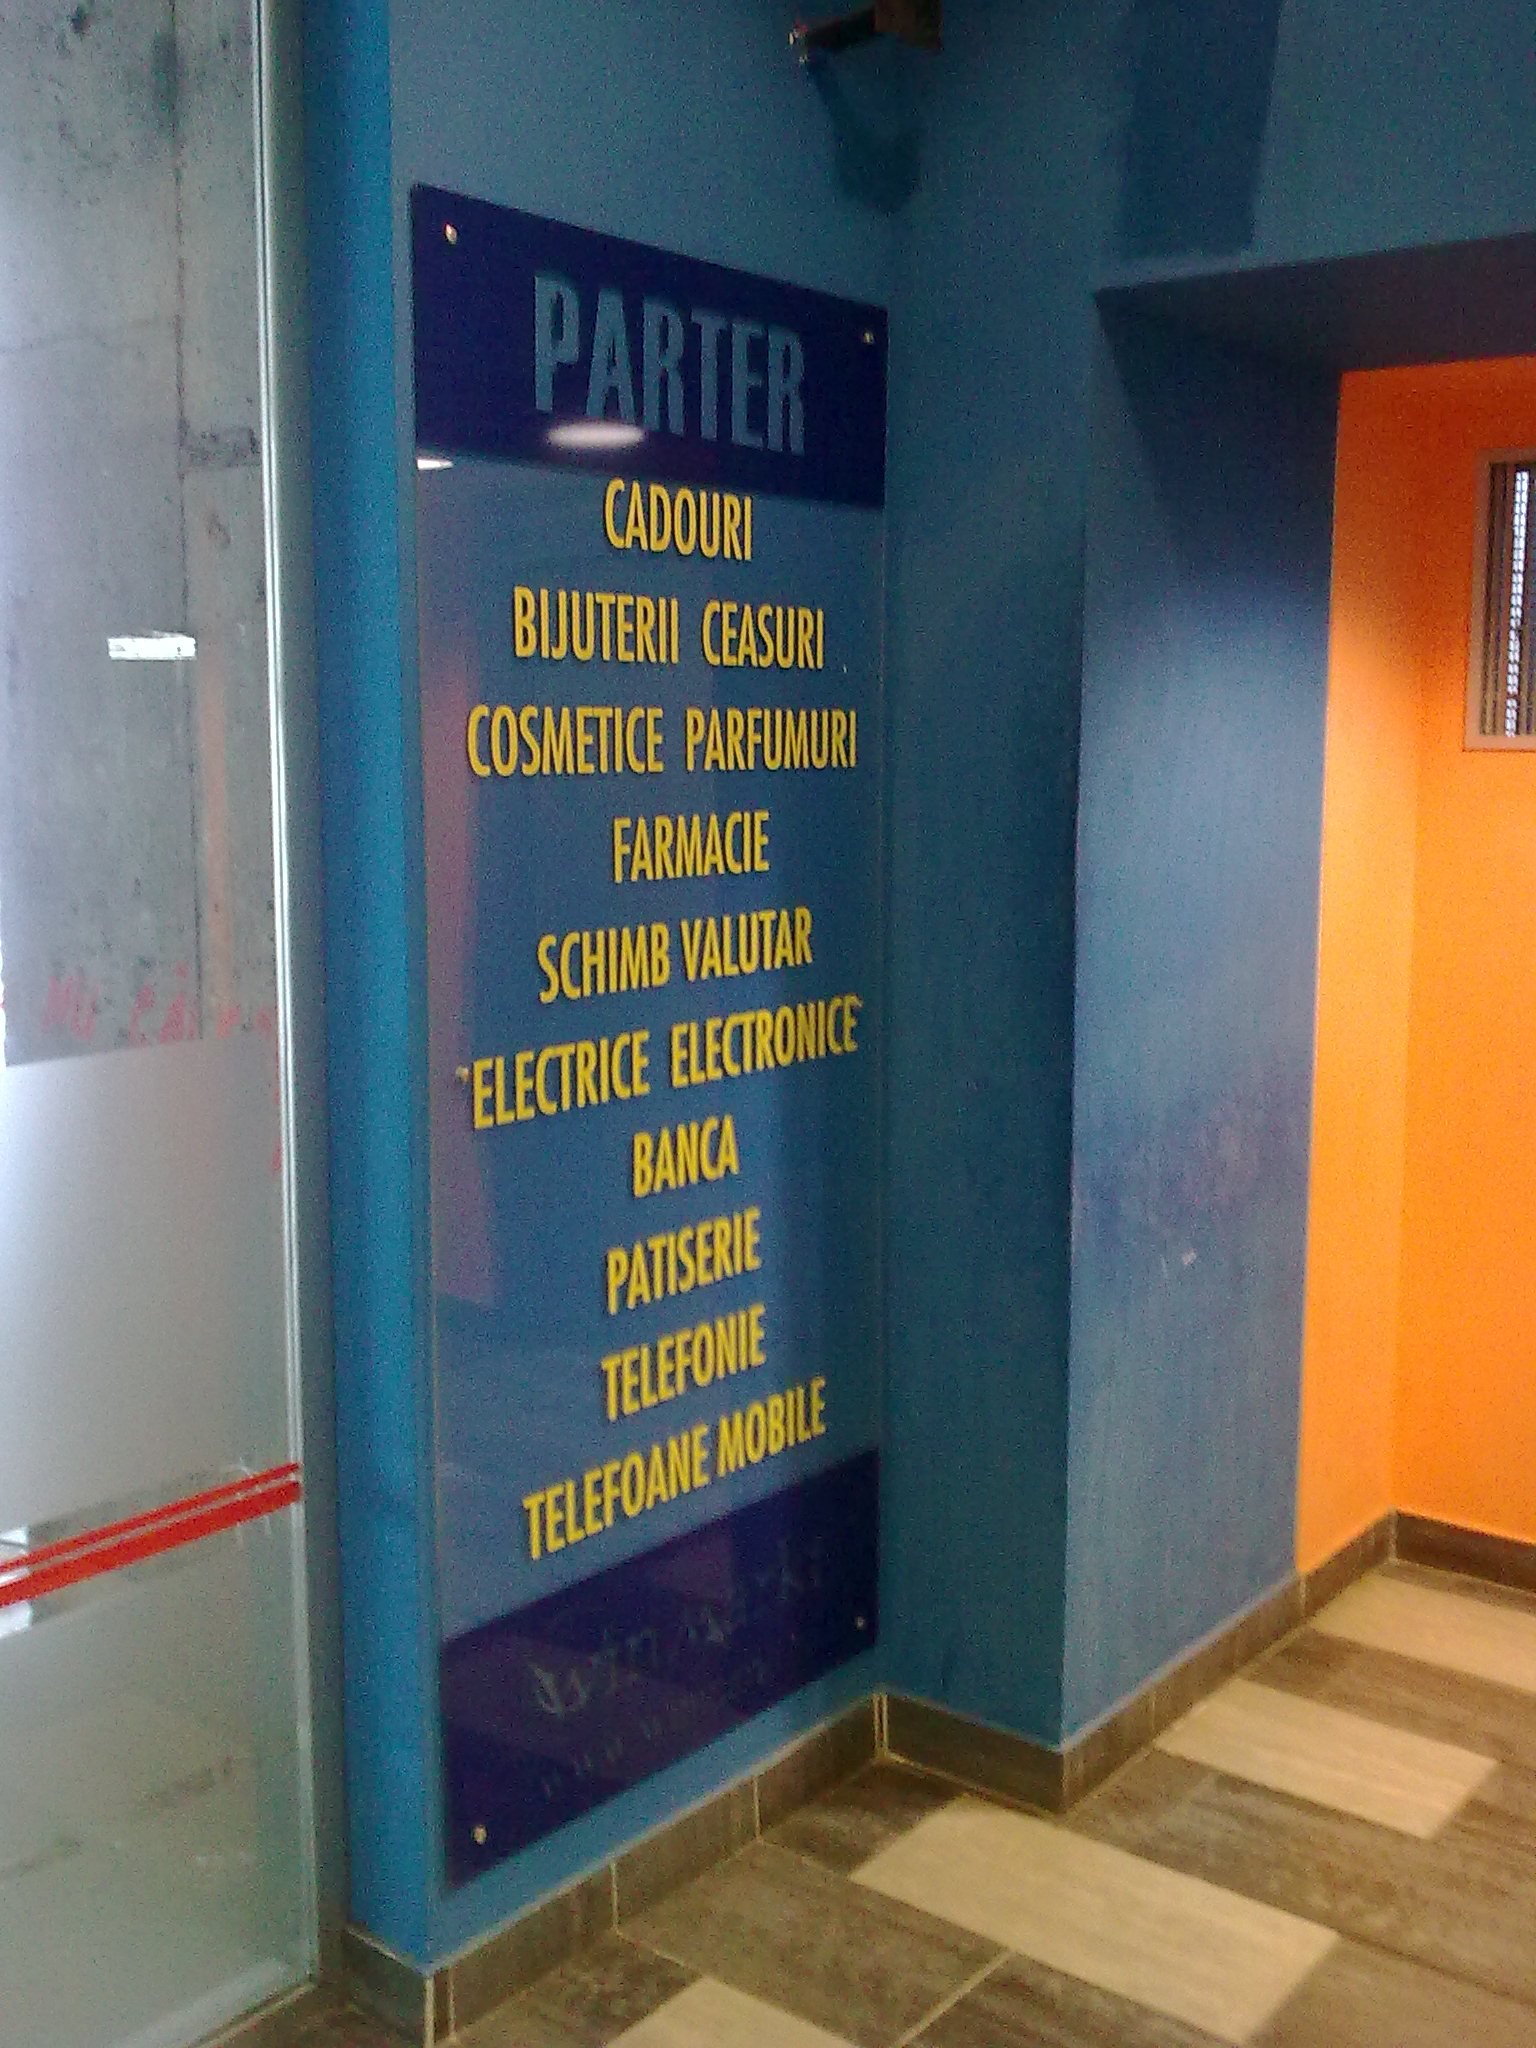 PARTER
CADOURI
BIJUTERII CEASURI
COSMETICE PARFUMURI
FARMACIE
SCHIMB VALUTAR
ELECTRICE ELECTRONICE
BANCA
PATISERIE
TELEFONIE
TELEFOANE MOBILE